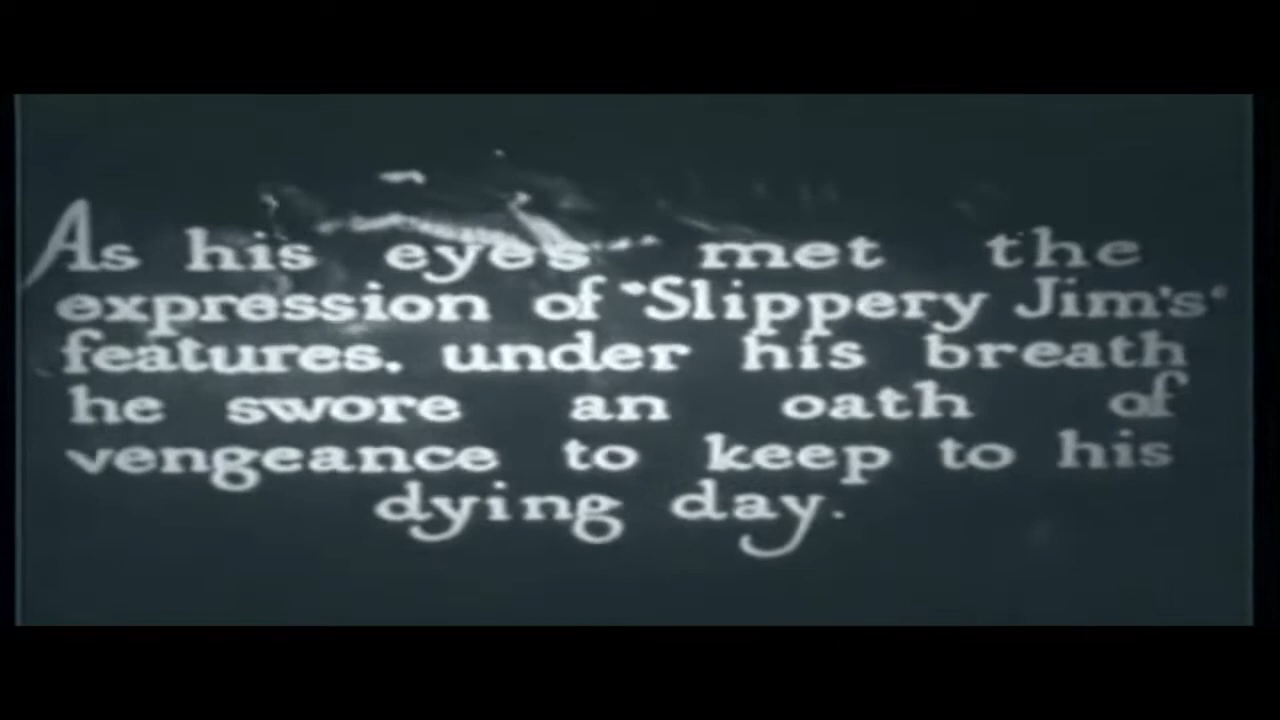 As his eyes met the
expression of "Slippery Jim's"
features. under his breath
he swore an oath of
vengeance to keep to his
dying day.